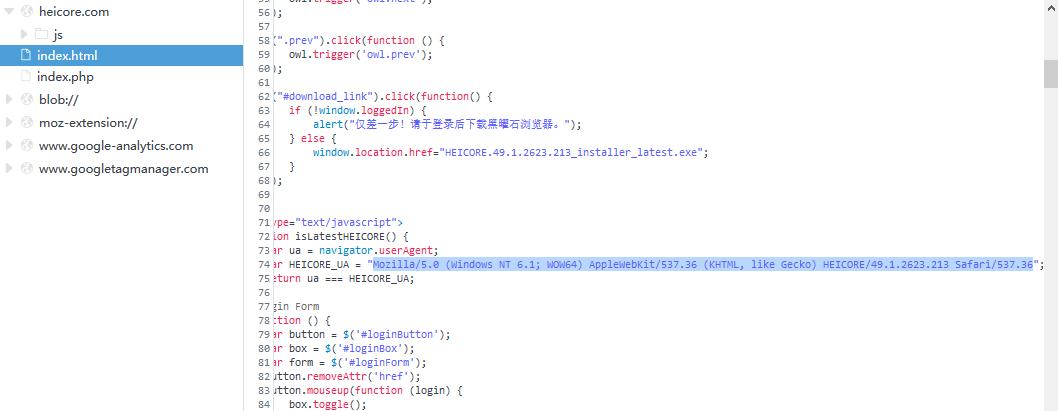 heicore.com
js
index.html
index.php
blob://
moz-extension://
www.google-analytics.com
www.googletagmanager.com
56 );
57
58 (".prev").click(function () {
59 owl.trigger('owl.prev');
60 );
61
62 ("#download_link").click(function() {
63 if (!window.loggedIn) {
64 alert("仅差一步！请于登录后下载黑曜石浏览器。");
65 } else {
66 window.location.href="HEICORE.49.1.2623.213_installer_latest.exe";
67 }
68 );
69
70
71 ype="text/javascript">
72 ion isLatestHEICORE() {
73 ar ua = navigator.userAgent;
74 ar HEICORE_UA = "Mozilla/5.0 (Windows NT 6.1; WOW64) AppleWebKit/537.36 (KHTML, like Gecko) HEICORE/49.1.2623.213 Safari/537.36";
75 eturn ua === HEICORE_UA;
76
77 gin Form
78 ction () {
79 ar button = $('#loginButton');
80 ar box = $('#loginBox');
81 ar form = $('#loginForm');
82 utton.removeAttr('href');
83 utton.mouseup(function (login) {
84 box.toggle();